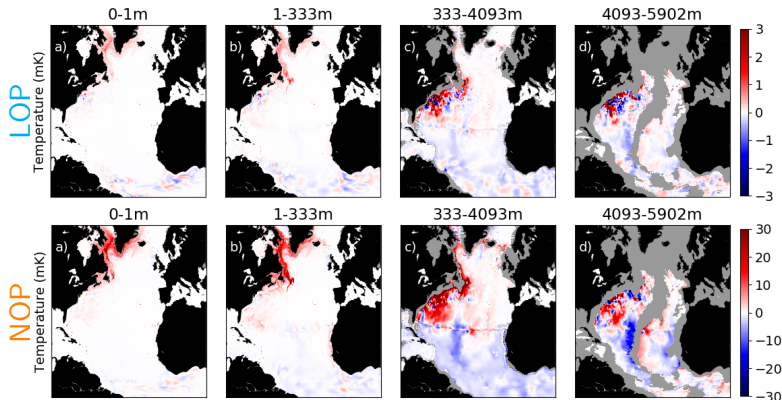 0-1m 1-333m 333-4093m 4093-5902m
LOP
Temperature (mK)
a) b) c) d)
3
2
1
0
−1
−2
−3
0-1m 1-333m 333-4093m 4093-5902m
NOP
Temperature (mK)
a) b) c) d)
30
20
10
0
−10
−20
−30